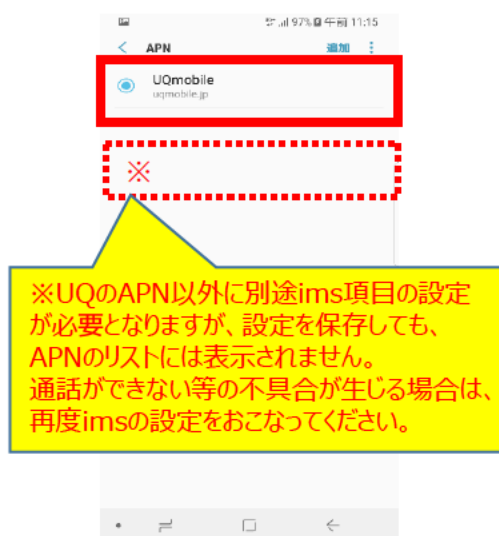 97% 午前 11:15
< APN 追加
UQmobile
uqmobile.jp
※
※UQのAPN以外に別途ims項目の設定
が必要となりますが、設定を保存しても、
APNのリストには表示されません。
通話ができない等の不具合が生じる場合は、
再度imsの設定をおこなってください。